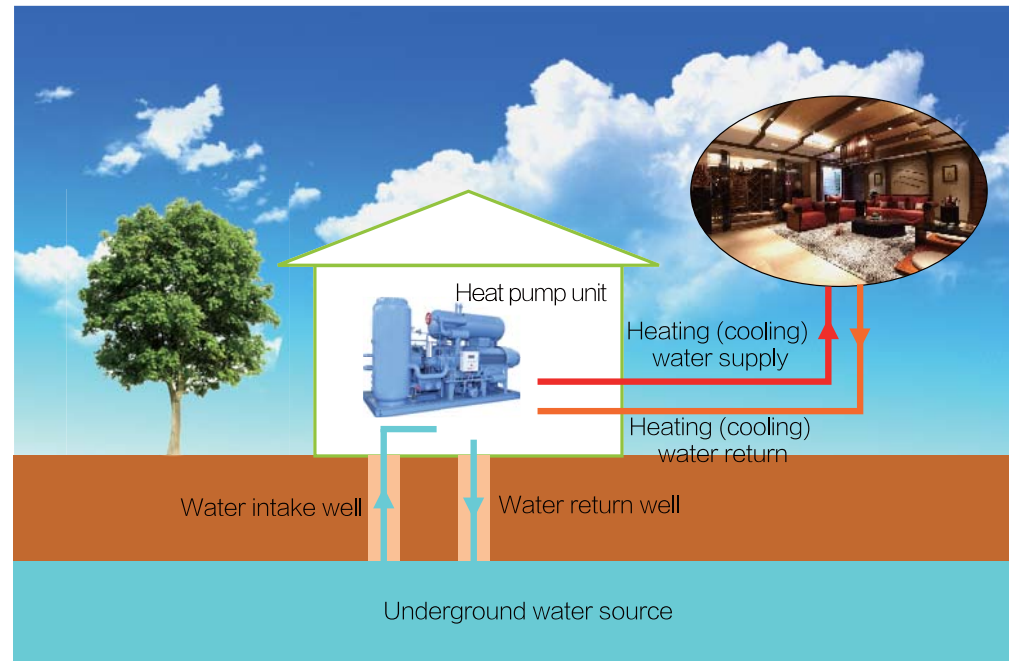 Heat pump unit
Heating (cooling)
water supply
Heating (cooling)
water return
Water intake well
Water return well
Underground water source